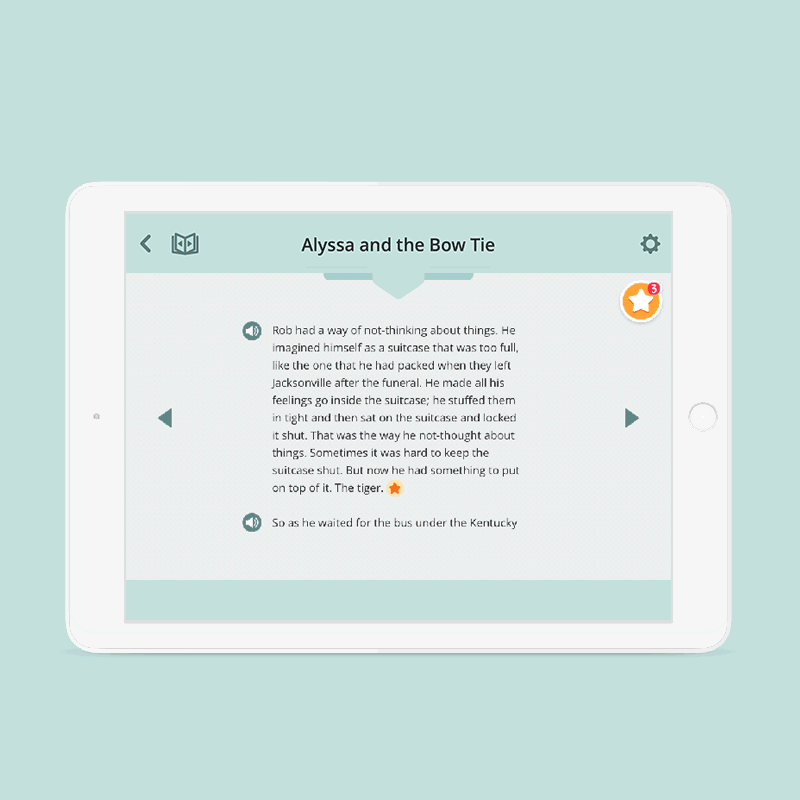 Alyssa and the Bow Tie
3
Rob had a way of not-thinking about things. He
imagined himself as a suitcase that was too full,
like the one that he had packed when they left
Jacksonville after the funeral. He made all his
feelings go inside the suitcase; he stuffed them
in tight and then sat on the suitcase and locked
it shut. That was the way he not-thought about
things. Sometimes it was hard to keep the
suitcase shut. But now he had something to put
on top of it. The tiger.
So as he waited for the bus under the Kentucky